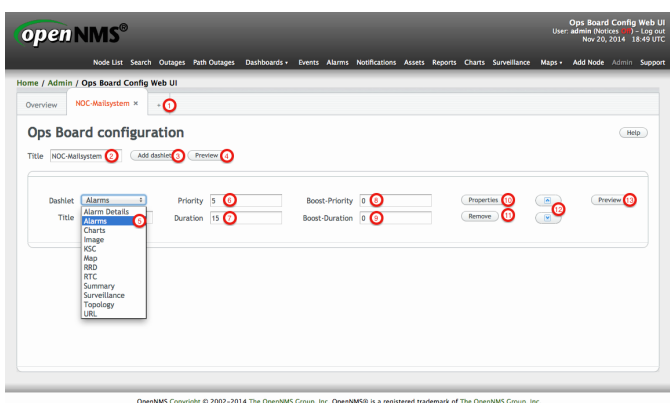 openNMS®
Ops Board Config Web UI
User: admin (Notices Off) - Log out
Nov 20, 2014 18:49 UTC
Node List Search Outages Path Outages Dashboards Events Alarms Notifications Assets Reports Charts Surveillance Maps Add Node Admin Support
Home / Admin / Ops Board Config Web UI
Overview NOC-Mailsystem × + 1
Ops Board configuration
Help
Title NOC-Mailsystem 2 Add dashlet 3 Preview 4
Dashlet Alarms Priority 5 6 Boost-Priority 0 8 Properties 10 Preview 13
Title Duration 15 7 Boost-Duration 0 9 Remove 11 12
Alarm Details
Alarms 5
Charts
Image
KSC
Map
RRD
RTC
Summary
Surveillance
Topology
URL
OpenNMS Copyright © 2002-2014 The OpenNMS Group, Inc. OpenNMS® is a registered trademark of The OpenNMS Group, Inc.